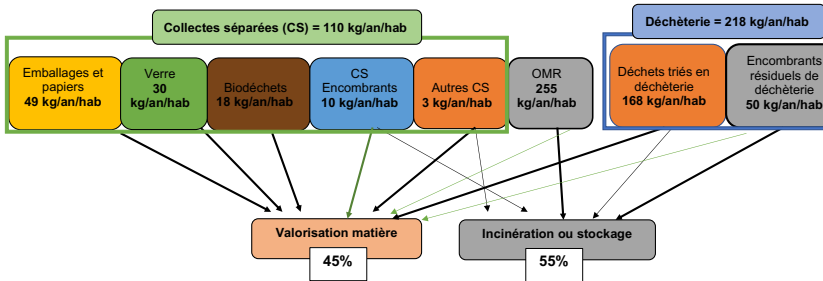 Collectes séparées (CS) = 110 kg/an/hab
Déchèterie = 218 kg/an/hab
Emballages et
papiers
49 kg/an/hab
Verre
30
kg/an/hab
Biodéchets
18 kg/an/hab
CS
Encombrants
10 kg/an/hab
Autres CS
3 kg/an/hab
OMR
255
kg/an/hab
Déchets triés en
déchèterie
168 kg/an/hab
Encombrants
résiduels de
déchèterie
50 kg/an/hab
Valorisation matière
45%
Incinération ou stockage
55%